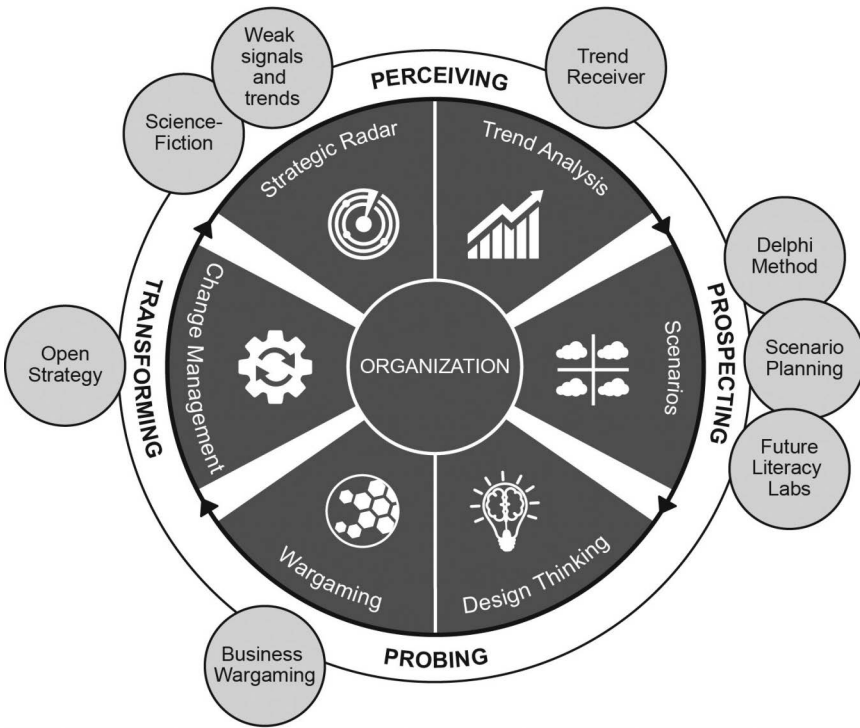 Weak
signals
and
trends
Trend
Receiver
PERCEIVING
Science-
Fiction
Strategic Radar
Trend Analysis
Delphi
Method
TRANSFORMING
Change Management
ORGANIZATION
Scenarios
PROSPECTING
Open
Strategy
Scenario
Planning
Future
Literacy
Labs
Wargaming
Design Thinking
Business
Wargaming
PROBING